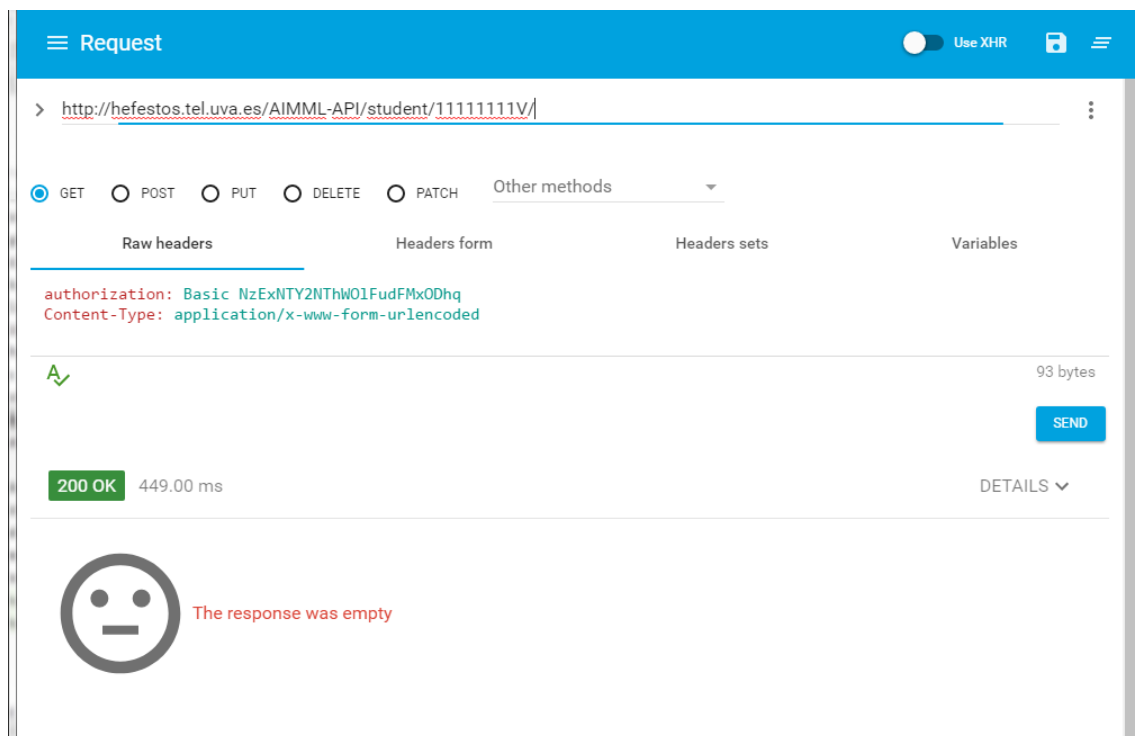 Request
Use XHR
http://hefestos.tel.uva.es/AIMML-API/student/11111111V/
GET POST PUT DELETE PATCH Other methods
Raw headers Headers form Headers sets Variables
authorization: Basic NzExNTY2NThWOlFudFMxODhq
Content-Type: application/x-www-form-urlencoded
93 bytes
SEND
200 OK 449.00 ms DETAILS
The response was empty